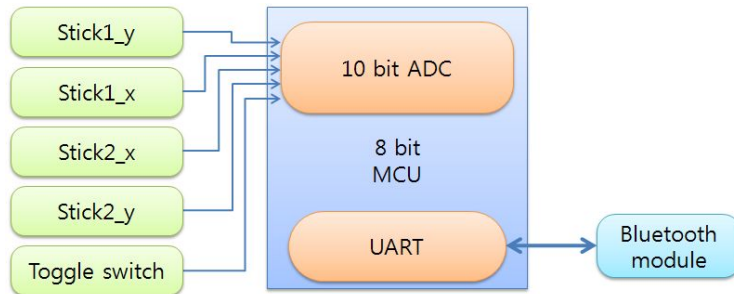 Stick1_y
Stick1_x
Stick2_x
Stick2_y
Toggle switch
10 bit ADC
8 bit
MCU
UART
Bluetooth
module